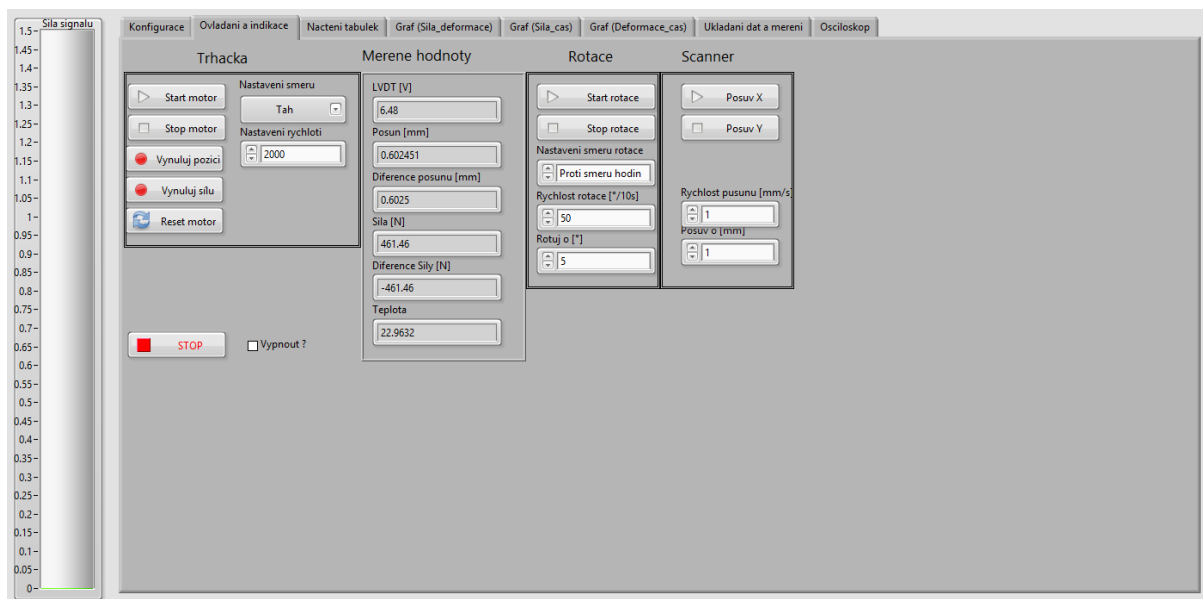 Sila signalu
1.5
1.45
1.4
1.35
1.3
1.25
1.2
1.15
1.1
1.05
1
0.95
0.9
0.85
0.8
0.75
0.7
0.65
0.6
0.55
0.5
0.45
0.4
0.35
0.3
0.25
0.2
0.15
0.1
0.05
0
Konfigurace Ovladani a indikace Nacteni tabulek Graf (Sila_deformace) Graf (Sila_cas) Graf (Deformace_cas) Ukladani dat a mereni Osciloskop
Trhacka
Start motor
Stop motor
Vynuluj pozici
Vynuluj sílu
Reset motor
Nastaveni smeru
Tah
Nastaveni rychloti
2000
STOP
Vypnout ?
Merene hodnoty
LVDT [V]
6.48
Posun [mm]
0.602451
Diference posunu [mm]
0.6025
Sila [N]
461.46
Diference Sily [N]
-461.46
Teplota
22.9632
Rotace
Start rotace
Stop rotace
Nastaveni smeru rotace
Proti smeru hodin
Rychlost rotace [°/10s]
50
Rotuj o [°]
5
Scanner
Posuv X
Posuv Y
Rychlost pusunu [mm/s]
1
Posuv o [mm]
1